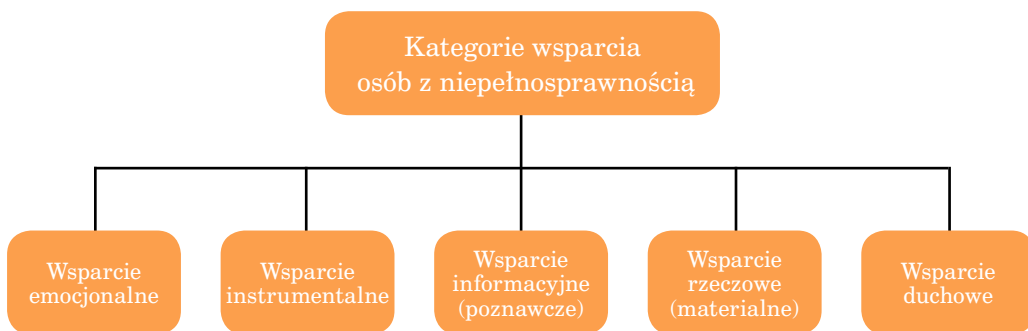 Kategorie wsparcia
osób z niepełnosprawnością
Wsparcie
emocjonalne
Wsparcie
instrumentalne
Wsparcie
informacyjne
(poznawcze)
Wsparcie
rzeczowe
(materialne)
Wsparcie
duchowe